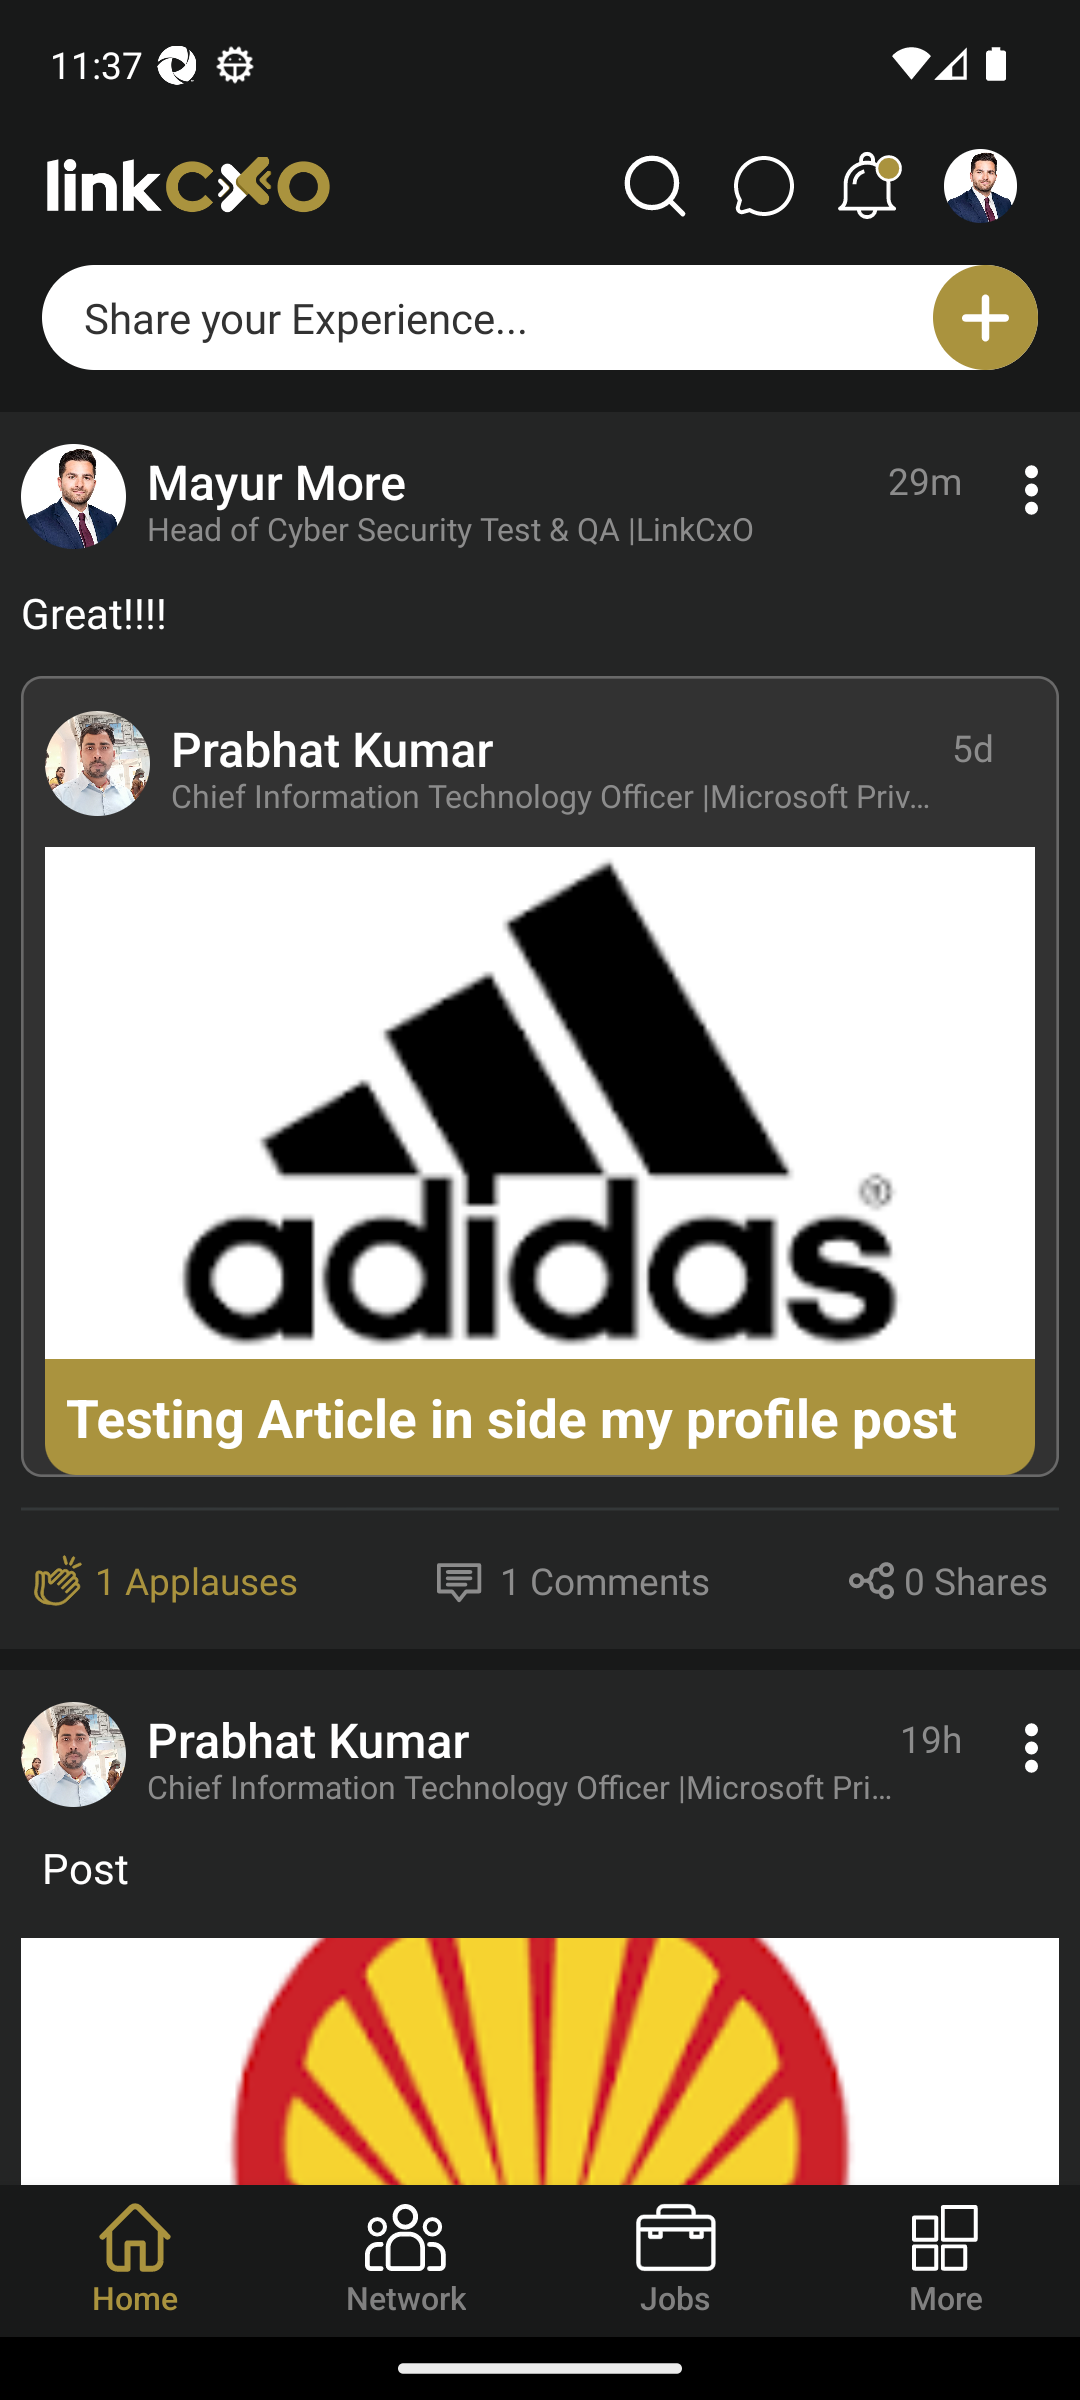 11:37
linkCXO
Share your Experience...
Mayur More
29m
Head of Cyber Security Test & QA |LinkCxO
Great!!!!
Prabhat Kumar
5d
Chief Information Technology Officer |Microsoft Priv...
adidas
®
Testing Article in side my profile post
1 Applauses
1 Comments
0 Shares
Prabhat Kumar
19h
Chief Information Technology Officer |Microsoft Pri...
Post
Home
Network
Jobs
More